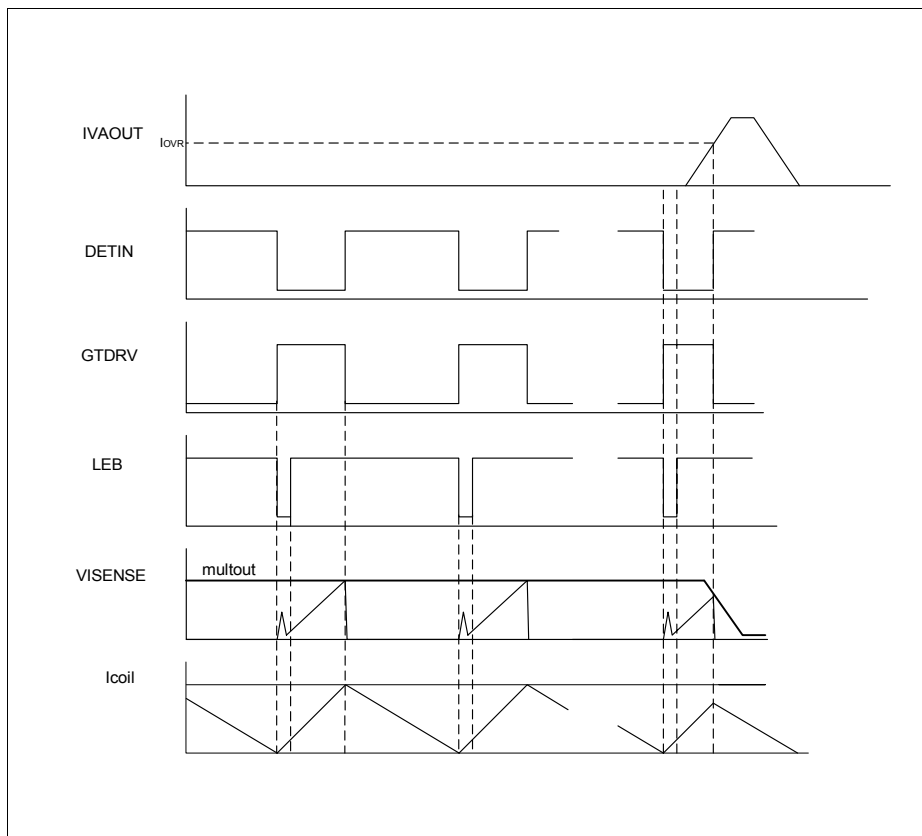 IVAOUT
IOVR
DETIN
GTDRV
LEB
VISENSE
multout
Icoil